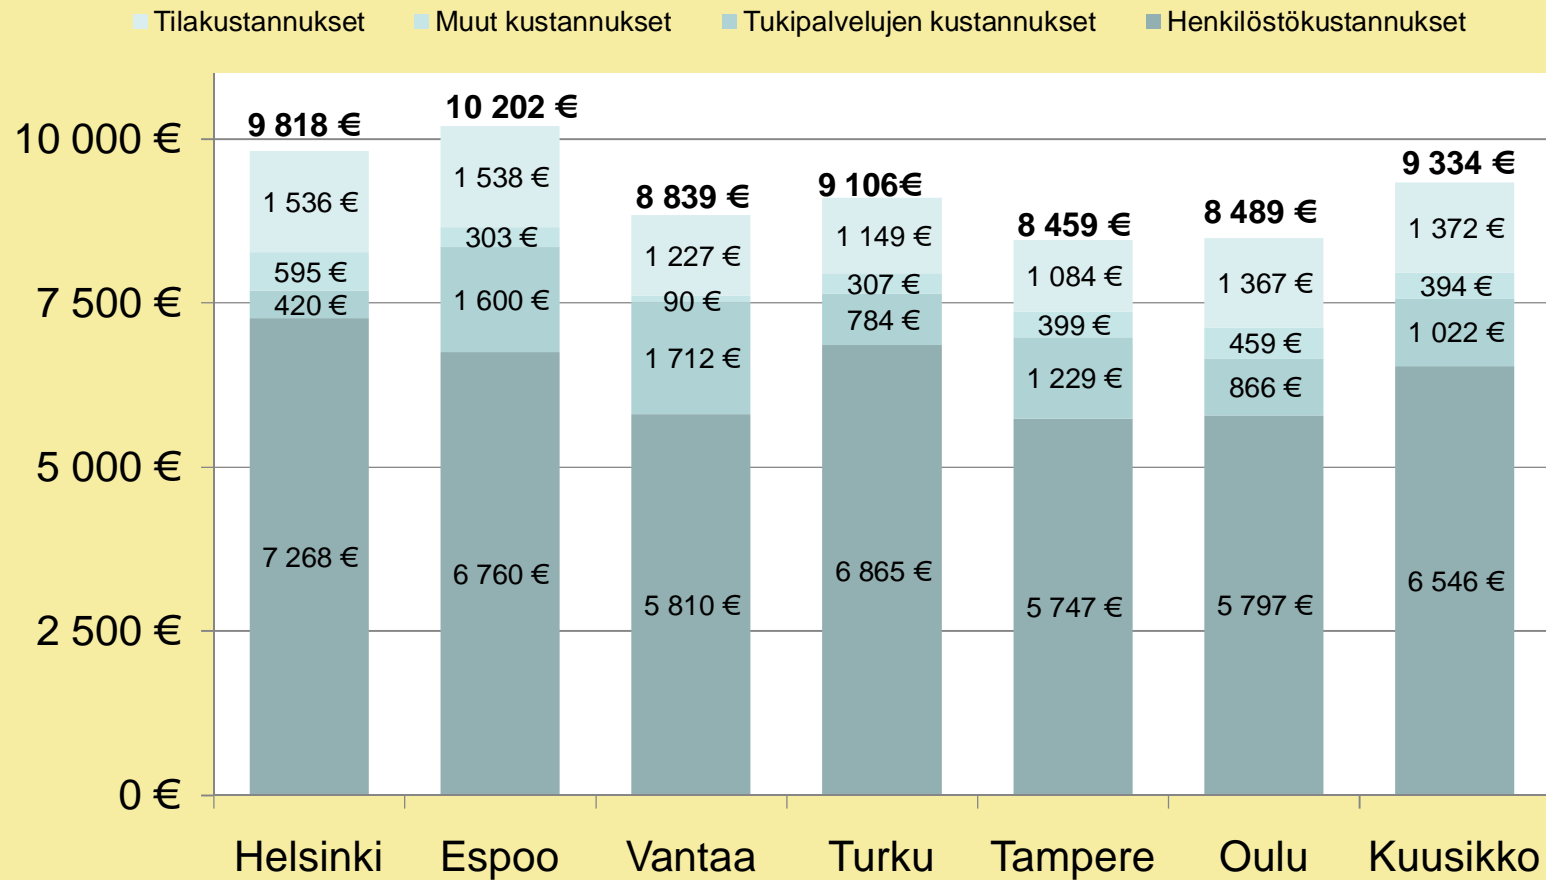 Tilakustannukset Muut kustannukset Tukipalvelujen kustannukset Henkilöstökustannukset
10 202 €
9 818 €
10 000 €
9 334 €
1 538 €
9 106€
8 839 €
1 536 €
8 489 €
8 459 €
1 372 €
303 €
1 149 €
1 227 €
595 €
1 084 €
1 367 €
307 €
394 €
7 500 €
420 €
1 600 €
90 €
784 €
399 €
459 €
1 022 €
1 712 €
1 229 €
866 €
5 000 €
7 268 €
6 760 €
6 865 €
6 546 €
5 810 €
5 747 €
5 797 €
2 500 €
0 €
Helsinki Espoo Vantaa Turku Tampere Oulu Kuusikko